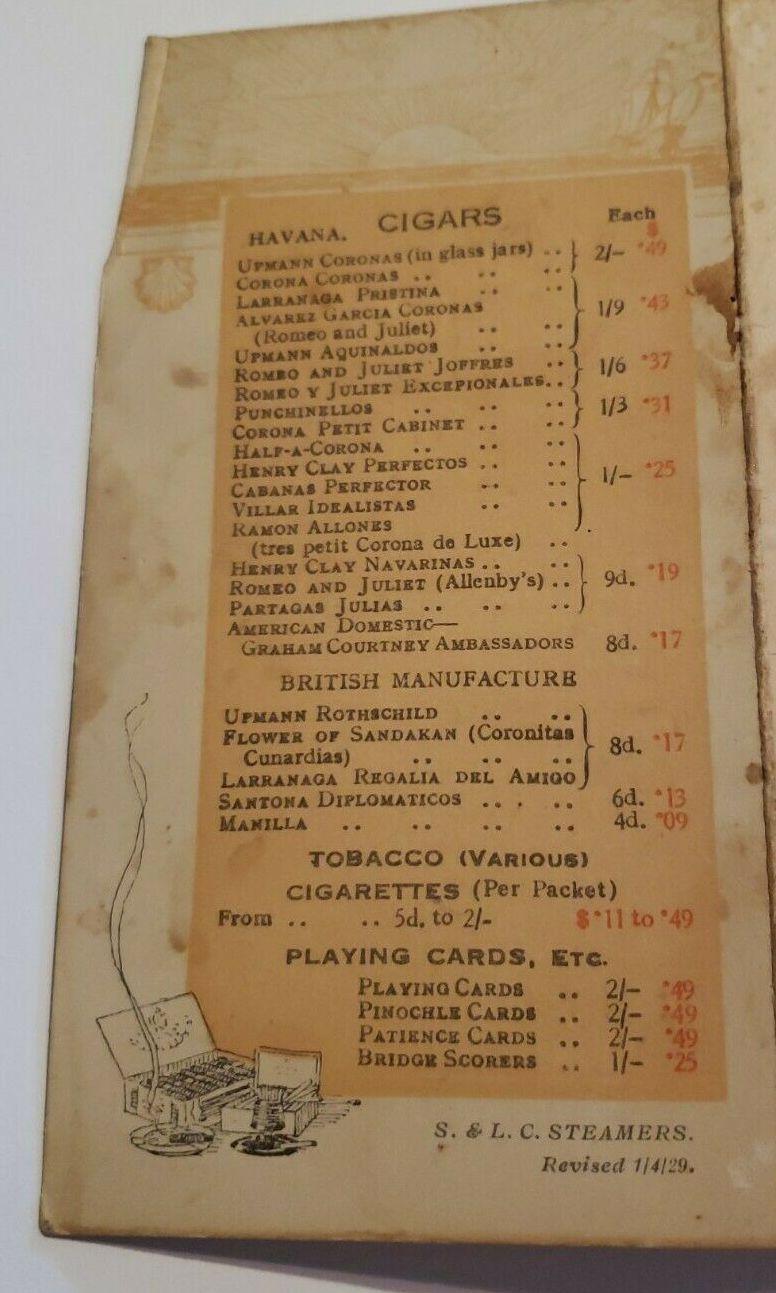 CIGARS Each
HAVANA. $
UPMANN CORONAS (in glass jars) .. } 2/- ·49
CORONA CORONAS .. .. ..
LARRANAGA PRISTINA .. ..
ALVAREZ GARCIA CORONAS } 1/9 ·43
(Romeo and Juliet) .. ..
UPMANN AQUINALDOS .. ..
ROMEO AND JULIET JOFFRES .. } 1/6 ·37
ROMEO Y JULIET EXCEPIONALES..
PUNCHINELLOS .. .. .. } 1/3 ·31
CORONA PETIT CABINET .. ..
HALF-A-CORONA .. .. ..
HENRY CLAY PERFECTOS .. ..
CABANAS PERFECTOR .. .. } 1/- ·25
VILLAR IDEALISTAS .. ..
RAMON ALLONES
(tres petit Corona de Luxe) ..
HENRY CLAY NAVARINAS .. ..
ROMEO AND JULIET (Allenby's) .. } 9d. ·19
PARTAGAS JULIAS .. .. ..
AMERICAN DOMESTIC—
GRAHAM COURTNEY AMBASSADORS 8d. ·17
BRITISH MANUFACTURE
UPMANN ROTHSCHILD .. ..
FLOWER OF SANDAKAN (Coronitas } 8d. ·17
Cunardias) .. .. ..
LARRANAGA REGALIA DEL AMIGO
SANTONA DIPLOMATICOS .. . .. 6d. ·13
MANILLA .. .. .. .. 4d. ·09
TOBACCO (VARIOUS)
CIGARETTES (Per Packet)
From .. .. 5d. to 2/- $·11 to ·49
PLAYING CARDS, ETC.
PLAYING CARDS .. 2/- ·49
PINOCHLE CARDS .. 2/- ·49
PATIENCE CARDS .. 2/- ·49
BRIDGE SCORERS .. 1/- ·25
S. & L. C. STEAMERS.
Revised 1/4/29.